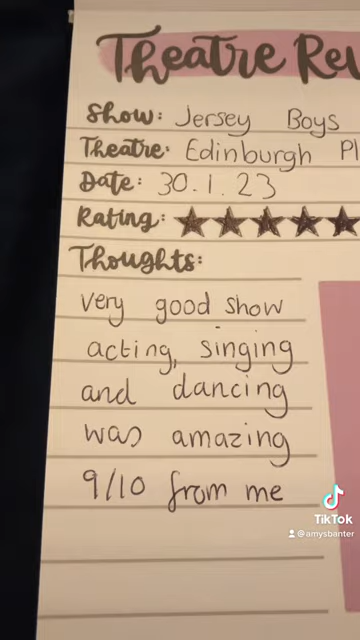 Theatre Rev
Show: Jersey Boys
Theatre: Edinburgh Pl
Date: 30.1.23
Rating: ★★★★★
Thoughts:
very good show
acting, singing
and dancing
was amazing
9/10 from me
TikTok
@amysbanter